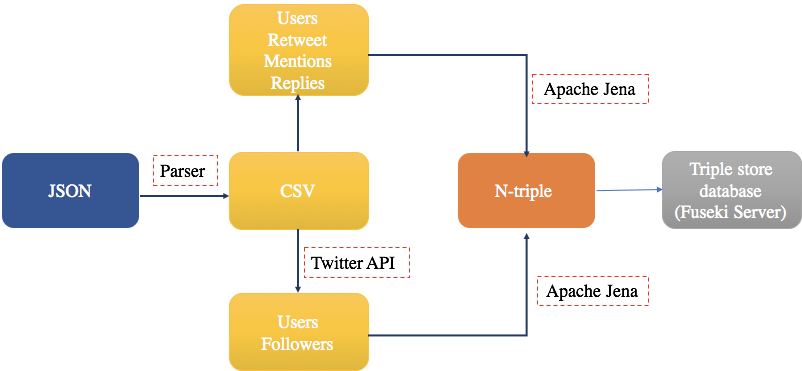 Users
Retweet
Mentions
Replies
Apache Jena
JSON
Parser
CSV
N-triple
Triple store
database
(Fuseki Server)
Twitter API
Apache Jena
Users
Followers